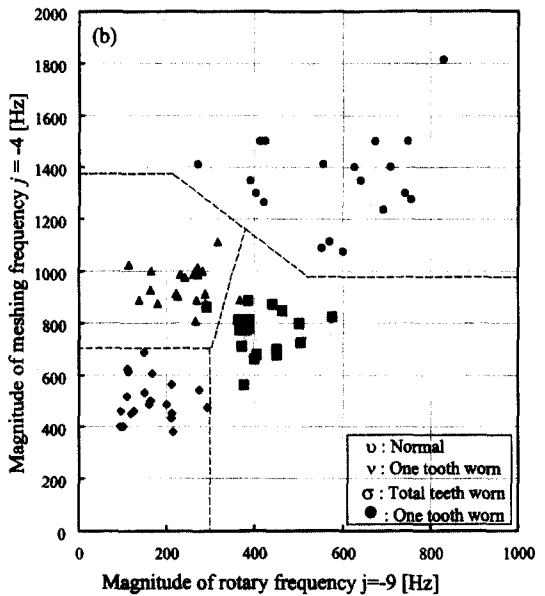 (b)
2000
1800
1600
1400
1200
1000
800
600
400
200
0
Magnitude of meshing frequency j = -4 [Hz]
υ : Normal
ν : One tooth worn
σ : Total teeth worn
● : One tooth worn
0 200 400 600 800 1000
Magnitude of rotary frequency j=-9 [Hz]